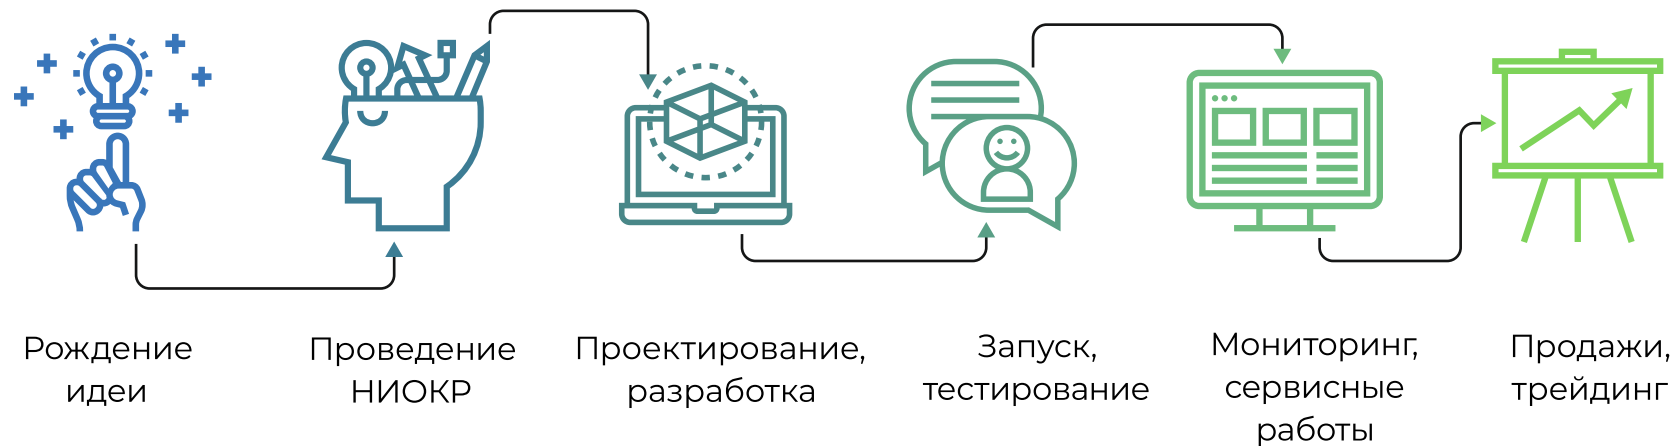 Рождение
идеи
Проведение
НИОКР
Проектирование,
разработка
Запуск,
тестирование
Мониторинг,
сервисные
работы
Продажи,
трейдинг